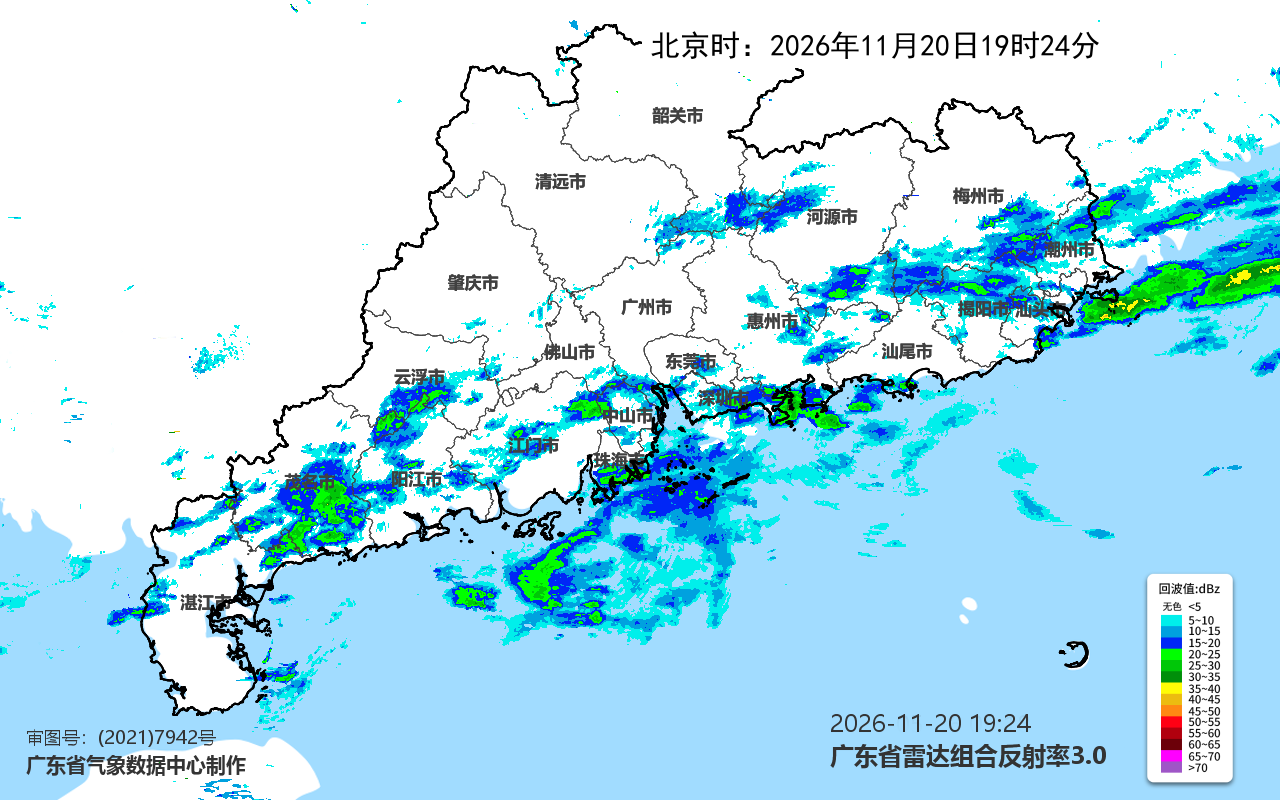 北京时：2026年11月20日19时24分
韶关市
清远市
梅州市
河源市
潮州市
肇庆市
广州市
惠州市
揭阳市
汕头市
佛山市
东莞市
汕尾市
云浮市
深圳市
中山市
江门市
珠海市
茂名市
阳江市
湛江市
回波值:dBz
无色 <5
5~10
10~15
15~20
20~25
25~30
30~35
35~40
40~45
45~50
50~55
55~60
60~65
65~70
>70
审图号：(2021)7942号
广东省气象数据中心制作
2026-11-20 19:24
广东省雷达组合反射率3.0